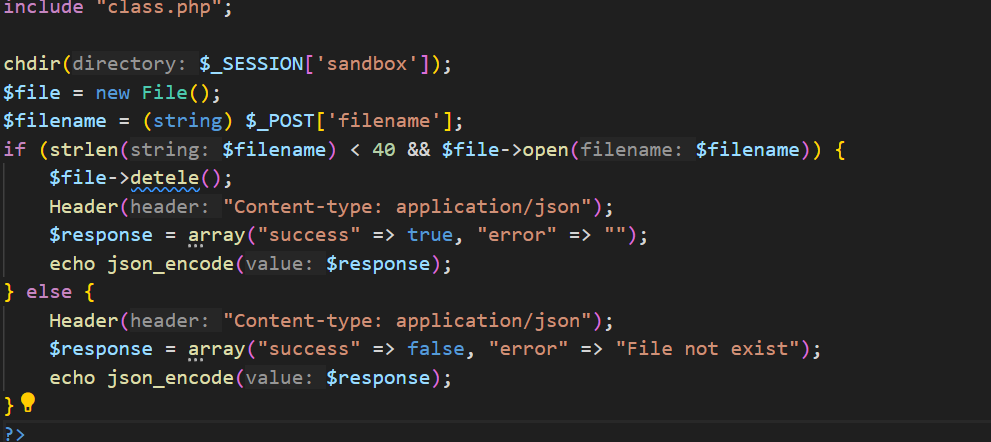 include "class.php";
chdir(directory: $_SESSION['sandbox']);
$file = new File();
$filename = (string) $_POST['filename'];
if (strlen(string: $filename) < 40 && $file->open(filename: $filename)) {
    $file->detele();
    Header(header: "Content-type: application/json");
    $response = array("success" => true, "error" => "");
    echo json_encode(value: $response);
} else {
    Header(header: "Content-type: application/json");
    $response = array("success" => false, "error" => "File not exist");
    echo json_encode(value: $response);
}
?>